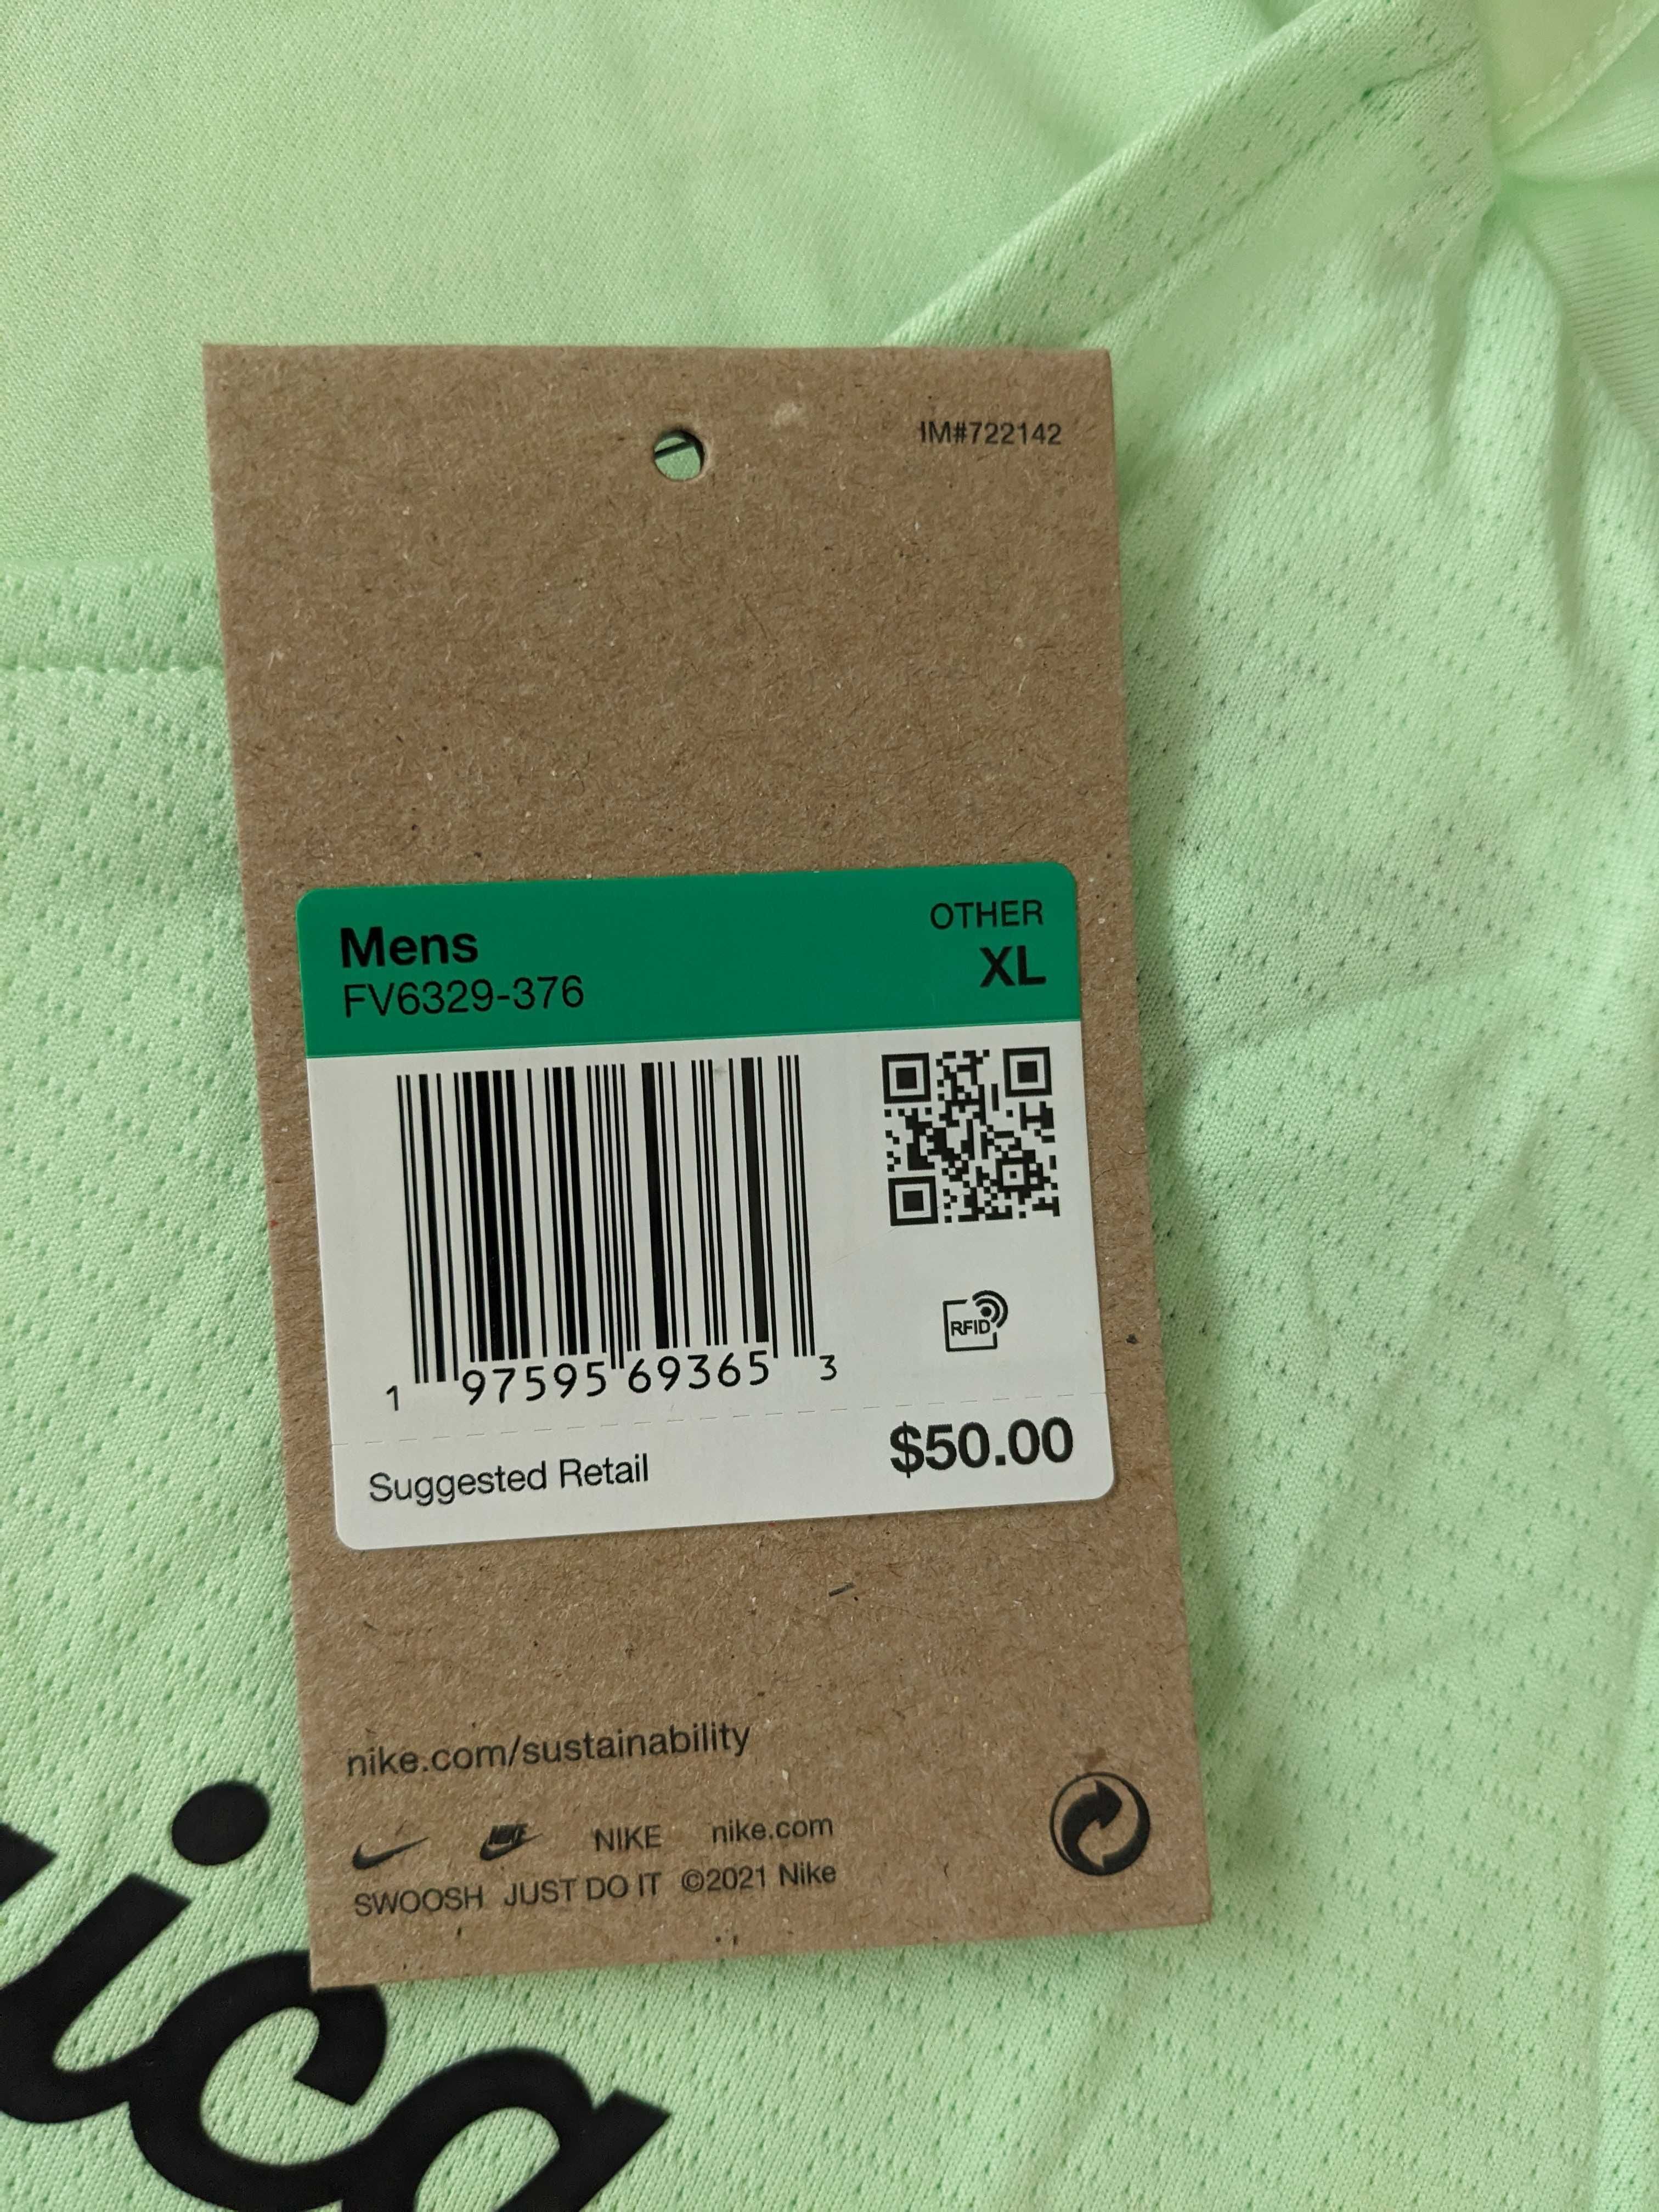 IM#722142
Mens
OTHER
FV6329-376
XL
RFID
1 97595 69365 3
Suggested Retail
$50.00
nike.com/sustainability
NIKE NIKE nike.com
SWOOSH JUST DO IT ©2021 Nike